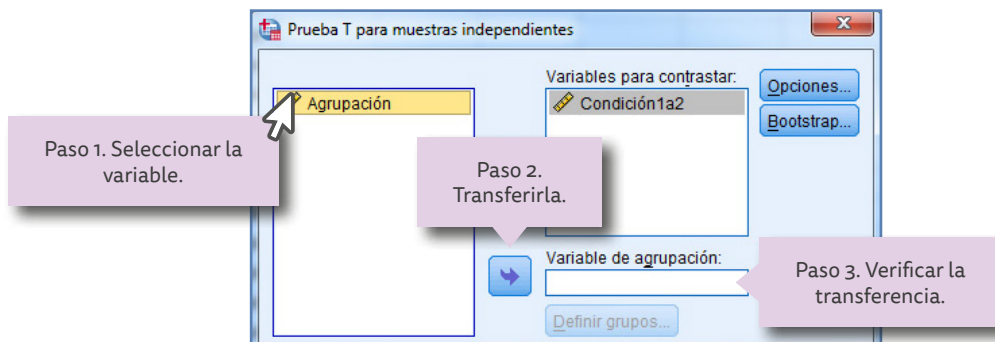 Prueba T para muestras independientes
Variables para contrastar:
Agrupación
Condición1a2
Opciones...
Bootstrap...
Paso 1. Seleccionar la
variable.
Paso 2.
Transferirla.
Variable de agrupación:
Definir grupos...
Paso 3. Verificar la
transferencia.